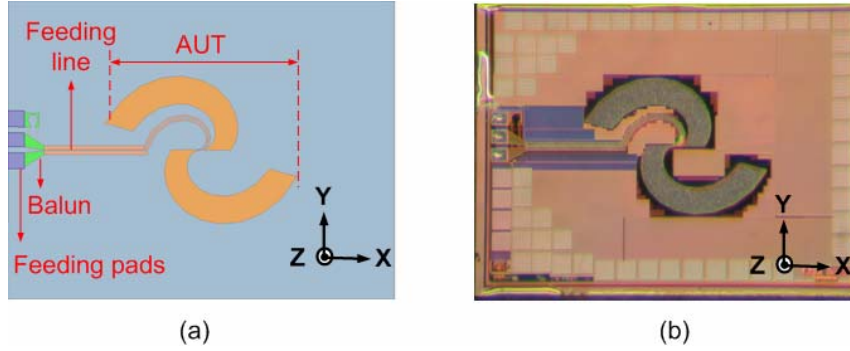 Feeding
line
AUT
Balun
Feeding pads
Y
Z
X
Y
Z
X
(a)
(b)